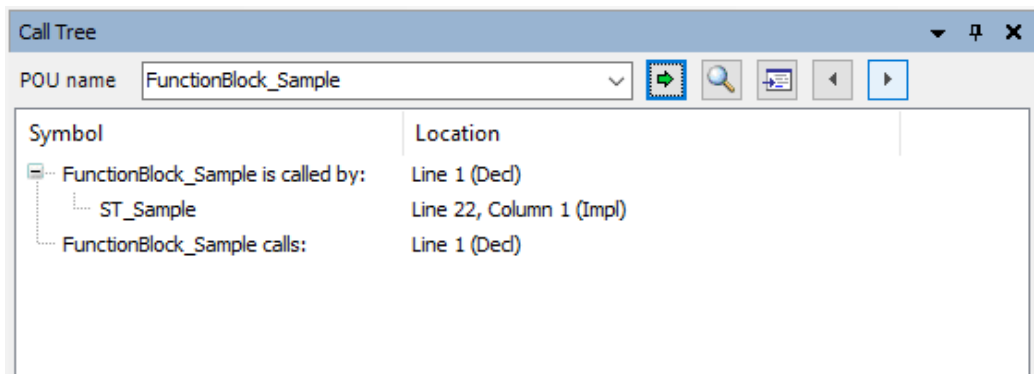 Call Tree
POU name FunctionBlock_Sample
Symbol Location
FunctionBlock_Sample is called by: Line 1 (Decl)
ST_Sample Line 22, Column 1 (Impl)
FunctionBlock_Sample calls: Line 1 (Decl)